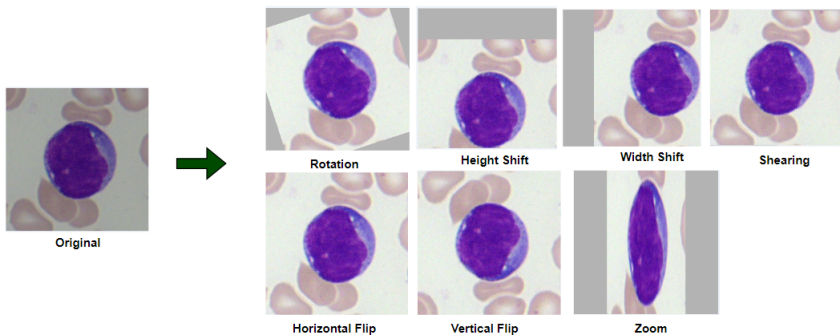 Rotation
Height Shift
Width Shift
Shearing
Original
Horizontal Flip
Vertical Flip
Zoom